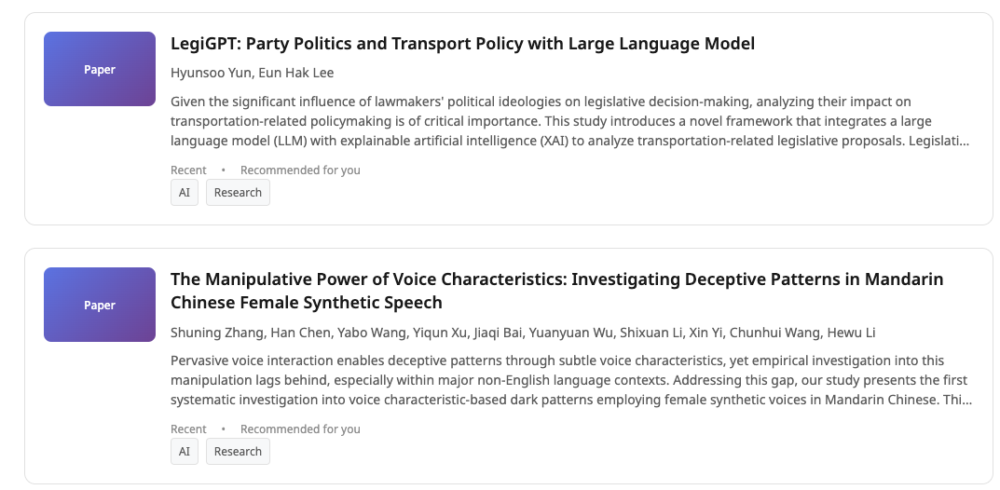 Paper
LegiGPT: Party Politics and Transport Policy with Large Language Model
Hyunsoo Yun, Eun Hak Lee
Given the significant influence of lawmakers' political ideologies on legislative decision-making, analyzing their impact on
transportation-related policymaking is of critical importance. This study introduces a novel framework that integrates a large
language model (LLM) with explainable artificial intelligence (XAI) to analyze transportation-related legislative proposals. Legislati...
Recent • Recommended for you
AI Research
Paper
The Manipulative Power of Voice Characteristics: Investigating Deceptive Patterns in Mandarin
Chinese Female Synthetic Speech
Shuning Zhang, Han Chen, Yabo Wang, Yiqun Xu, Jiaqi Bai, Yuanyuan Wu, Shixuan Li, Xin Yi, Chunhui Wang, Hewu Li
Pervasive voice interaction enables deceptive patterns through subtle voice characteristics, yet empirical investigation into this
manipulation lags behind, especially within major non-English language contexts. Addressing this gap, our study presents the first
systematic investigation into voice characteristic-based dark patterns employing female synthetic voices in Mandarin Chinese. Thi...
Recent • Recommended for you
AI Research